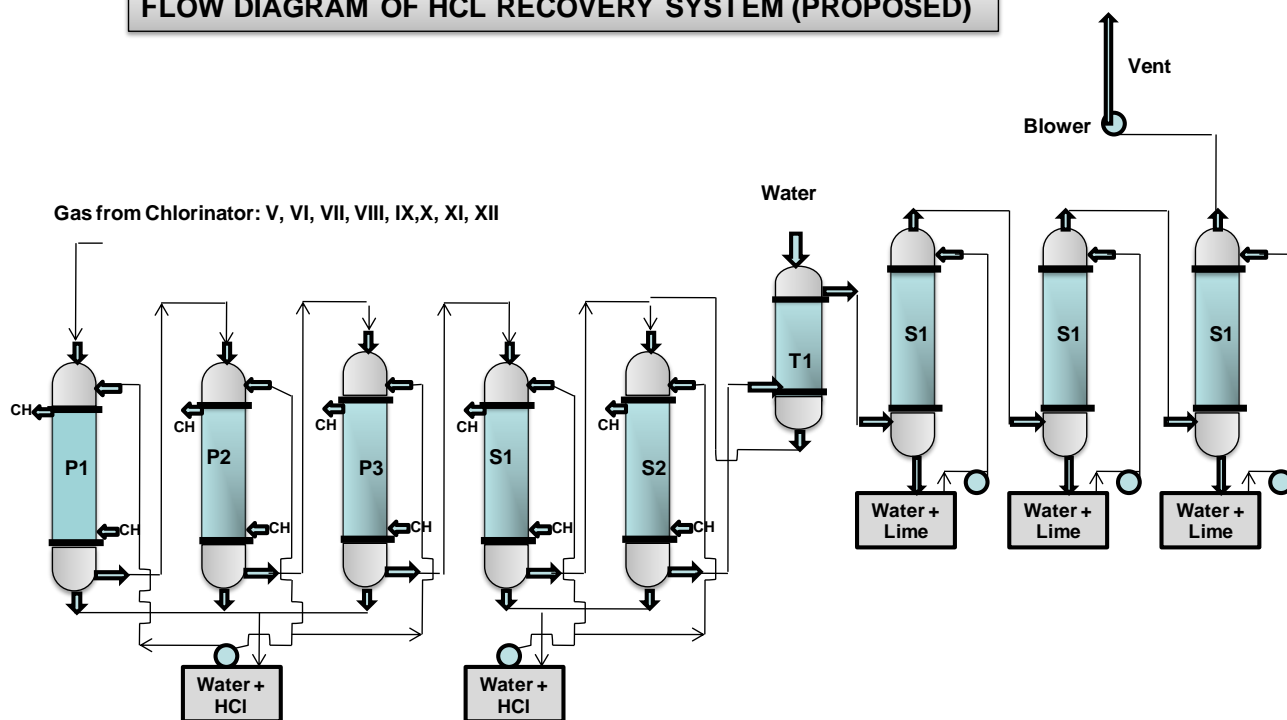 FLOW DIAGRAM OF HCL RECOVERY SYSTEM (PROPOSED)
Vent
Blower
Water
Gas from Chlorinator: V, VI, VII, VIII, IX,X, XI, XII
S1
S1
S1
T1
CH
CH
CH
CH
CH
P1
P2
P3
S1
S2
CH
CH
CH
CH
CH
Water +
Lime
Water +
Lime
Water +
Lime
Water +
HCl
Water +
HCl